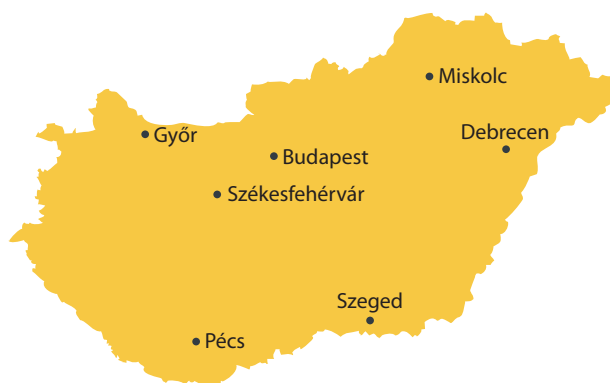 Miskolc
Debrecen
Győr
Budapest
Székesfehérvár
Szeged
Pécs